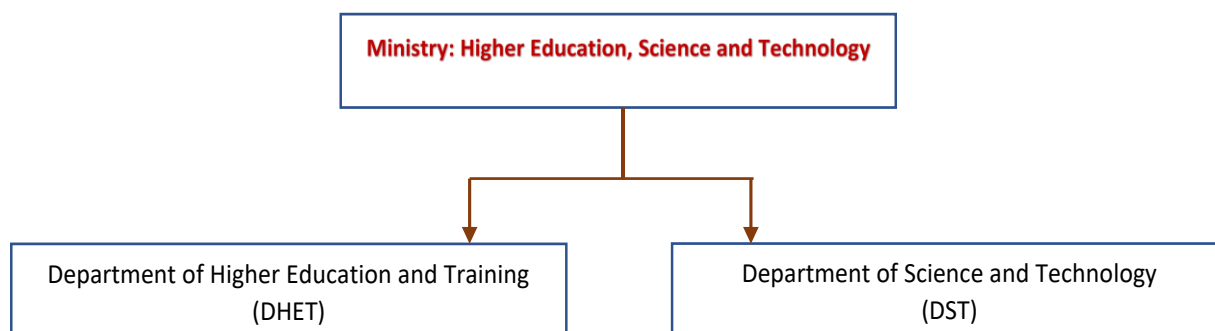 Ministry: Higher Education, Science and Technology
Department of Higher Education and Training
(DHET)
Department of Science and Technology
(DST)